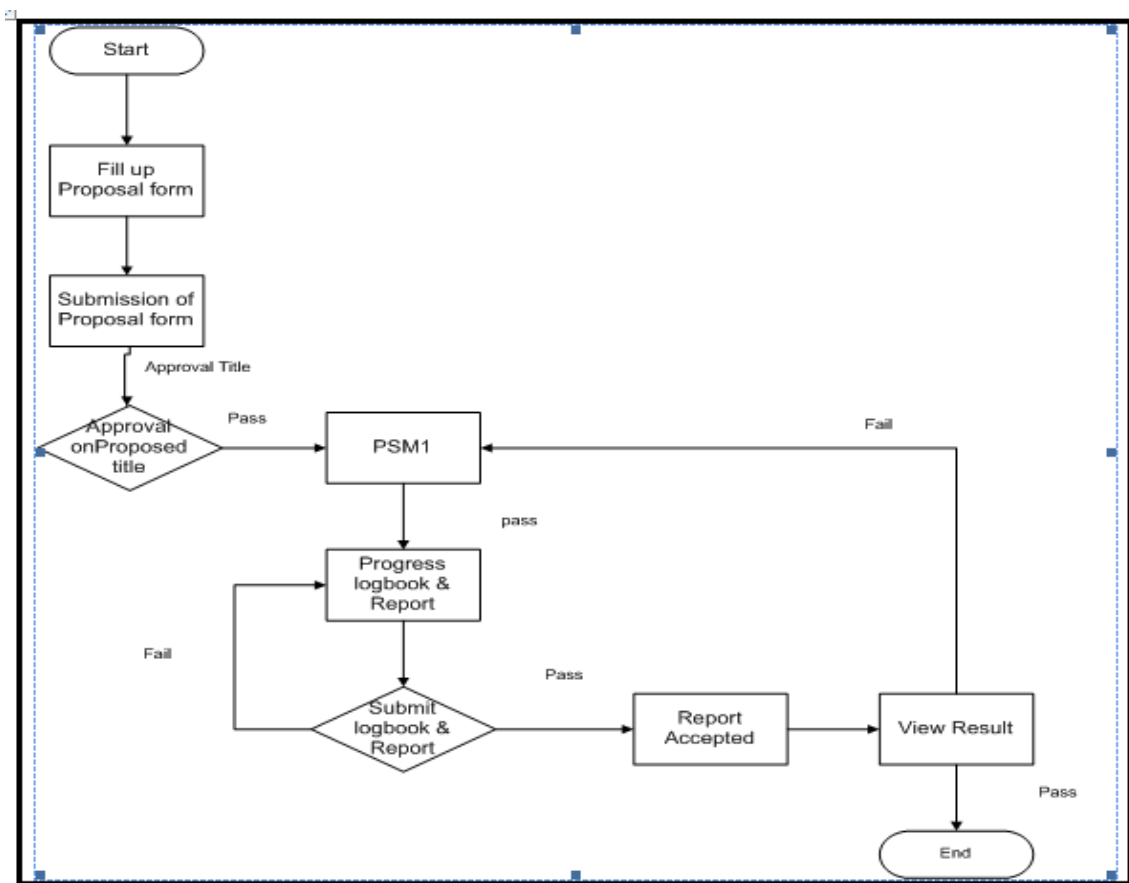 Start
Fill up
Proposal form
Submission of
Proposal form
Approval Title
Approval
onProposed
title
Pass
PSM1
Fail
pass
Progress
logbook &
Report
Fail
Submit
logbook &
Report
Pass
Report
Accepted
View Result
Pass
End